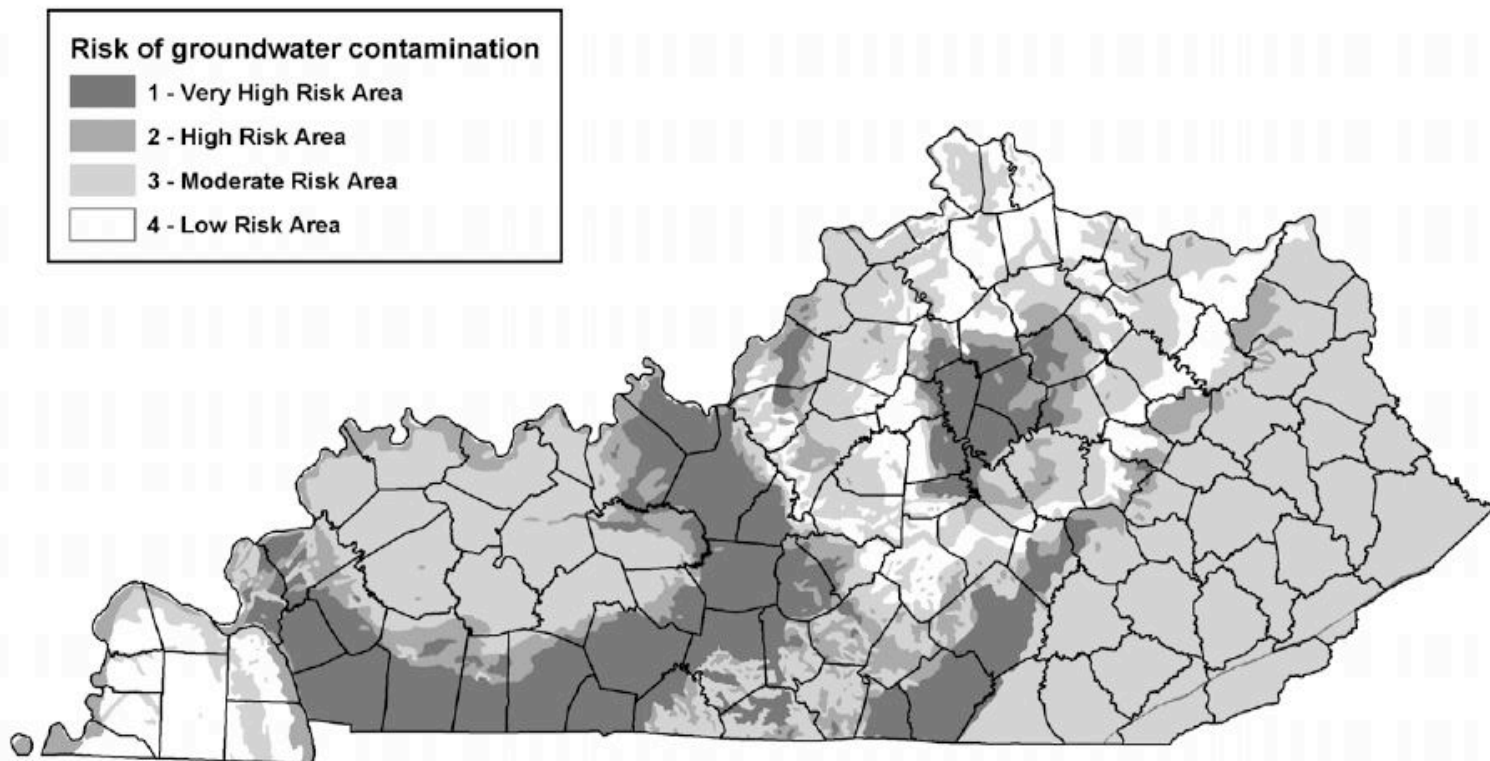 Risk of groundwater contamination
1 - Very High Risk Area
2 - High Risk Area
3 - Moderate Risk Area
4 - Low Risk Area